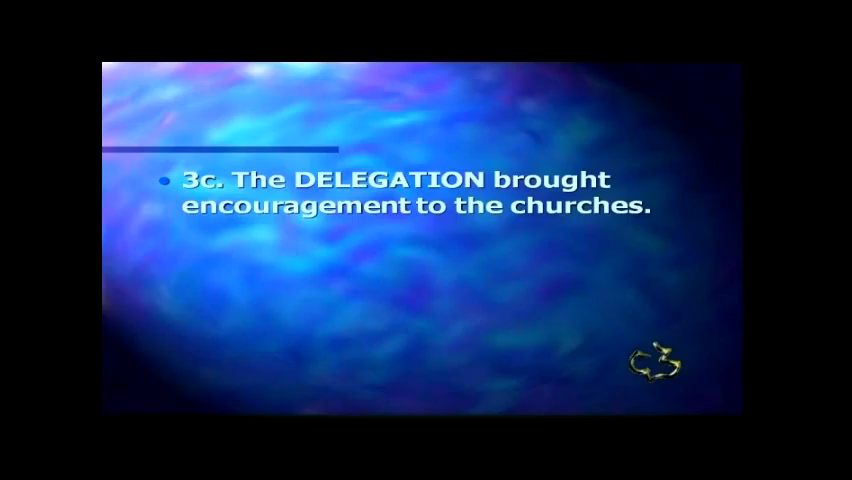 • 3c. The DELEGATION brought
encouragement to the churches.